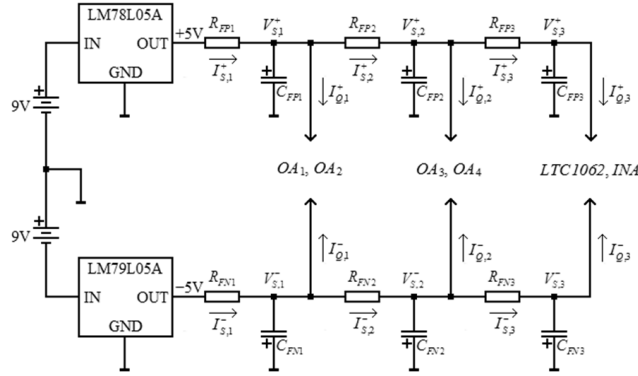 LM78L05A
IN OUT
GND
+5V
R_FP1 V⁺_S,1 R_FP2 V⁺_S,2 R_FP3 V⁺_S,3
I⁺_S,1 I⁺_S,2 I⁺_S,3
+ C_FP1 I⁺_Q,1 + C_FP2 I⁺_Q,2 + C_FP3 I⁺_Q,3
9V +
OA₁, OA₂ OA₃, OA₄ LTC1062, INA
9V +
I⁻_Q,1 I⁻_Q,2 I⁻_Q,3
LM79L05A
IN OUT
GND
−5V
R_FN1 V⁻_S,1 R_FN2 V⁻_S,2 R_FN3 V⁻_S,3
I⁻_S,1 I⁻_S,2 I⁻_S,3
+ C_FN1 + C_FN2 + C_FN3